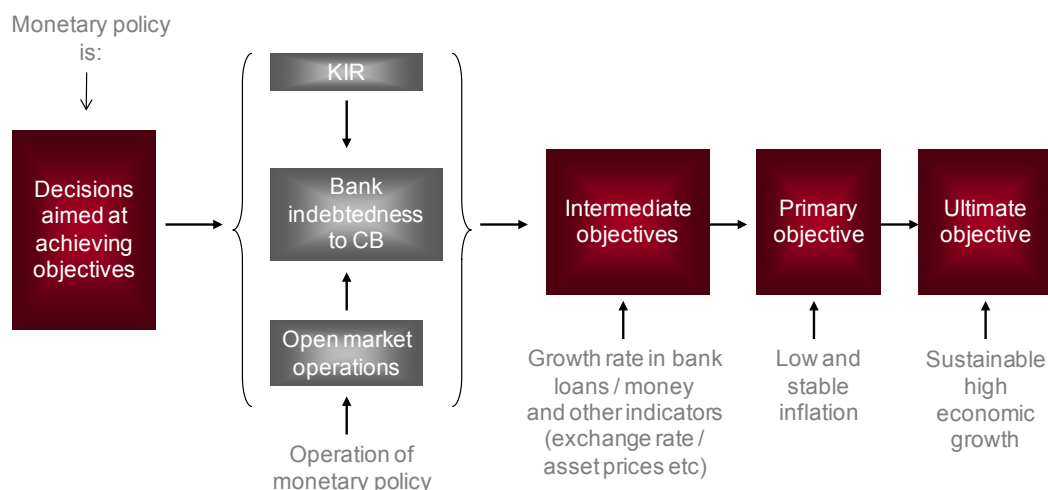 Monetary policy
is:
Decisions
aimed at
achieving
objectives
KIR
Bank
indebtedness
to CB
Open market
operations
Operation of
monetary policy
Intermediate
objectives
Growth rate in bank
loans / money
and other indicators
(exchange rate /
asset prices etc)
Primary
objective
Low and
stable
inflation
Ultimate
objective
Sustainable
high
economic
growth